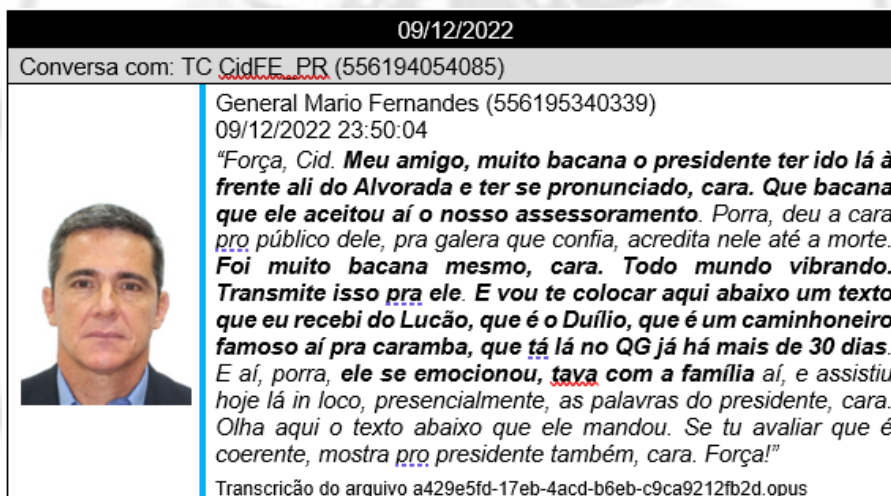 09/12/2022
Conversa com: TC CidFE_PR (556194054085)
General Mario Fernandes (556195340339)
09/12/2022 23:50:04
“Força, Cid. Meu amigo, muito bacana o presidente ter ido lá à
frente ali do Alvorada e ter se pronunciado, cara. Que bacana
que ele aceitou aí o nosso assessoramento. Porra, deu a cara
pro público dele, pra galera que confia, acredita nele até a morte.
Foi muito bacana mesmo, cara. Todo mundo vibrando.
Transmite isso pra ele. E vou te colocar aqui abaixo um texto
que eu recebi do Lucão, que é o Duílio, que é um caminhoneiro
famoso aí pra caramba, que tá lá no QG já há mais de 30 dias.
E aí, porra, ele se emocionou, tava com a família aí, e assistiu
hoje lá in loco, presencialmente, as palavras do presidente, cara.
Olha aqui o texto abaixo que ele mandou. Se tu avaliar que é
coerente, mostra pro presidente também, cara. Força!”
Transcrição do arquivo a429e5fd-17eb-4acd-b6eb-c9ca9212fb2d.opus